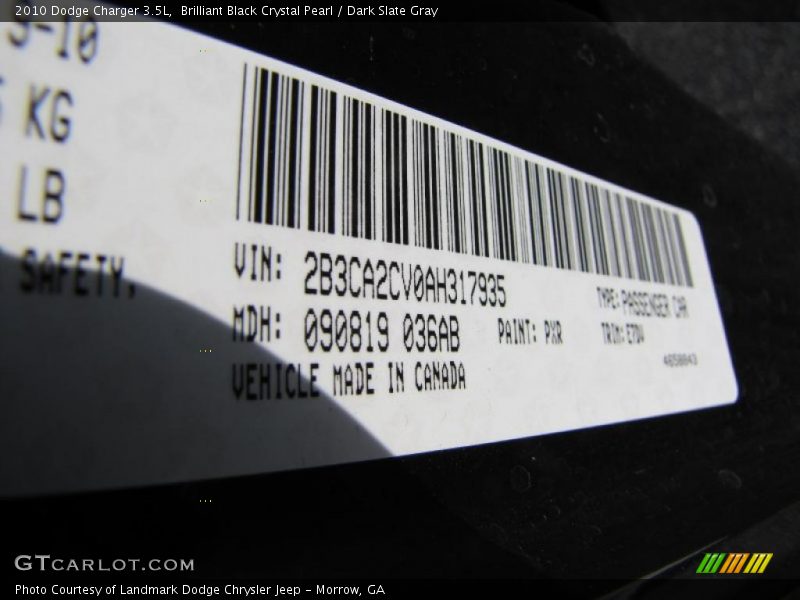 2010 Dodge Charger 3.5L, Brilliant Black Crystal Pearl / Dark Slate Gray
9-10
KG
LB
SAFETY,
VIN: 2B3CA2CV0AH317935
TYPE: PASSENGER CAR
MDH: 090819 036AB PAINT: PXR TRIM: E7DV
VEHICLE MADE IN CANADA
GTCARLOT.COM
Photo Courtesy of Landmark Dodge Chrysler Jeep - Morrow, GA